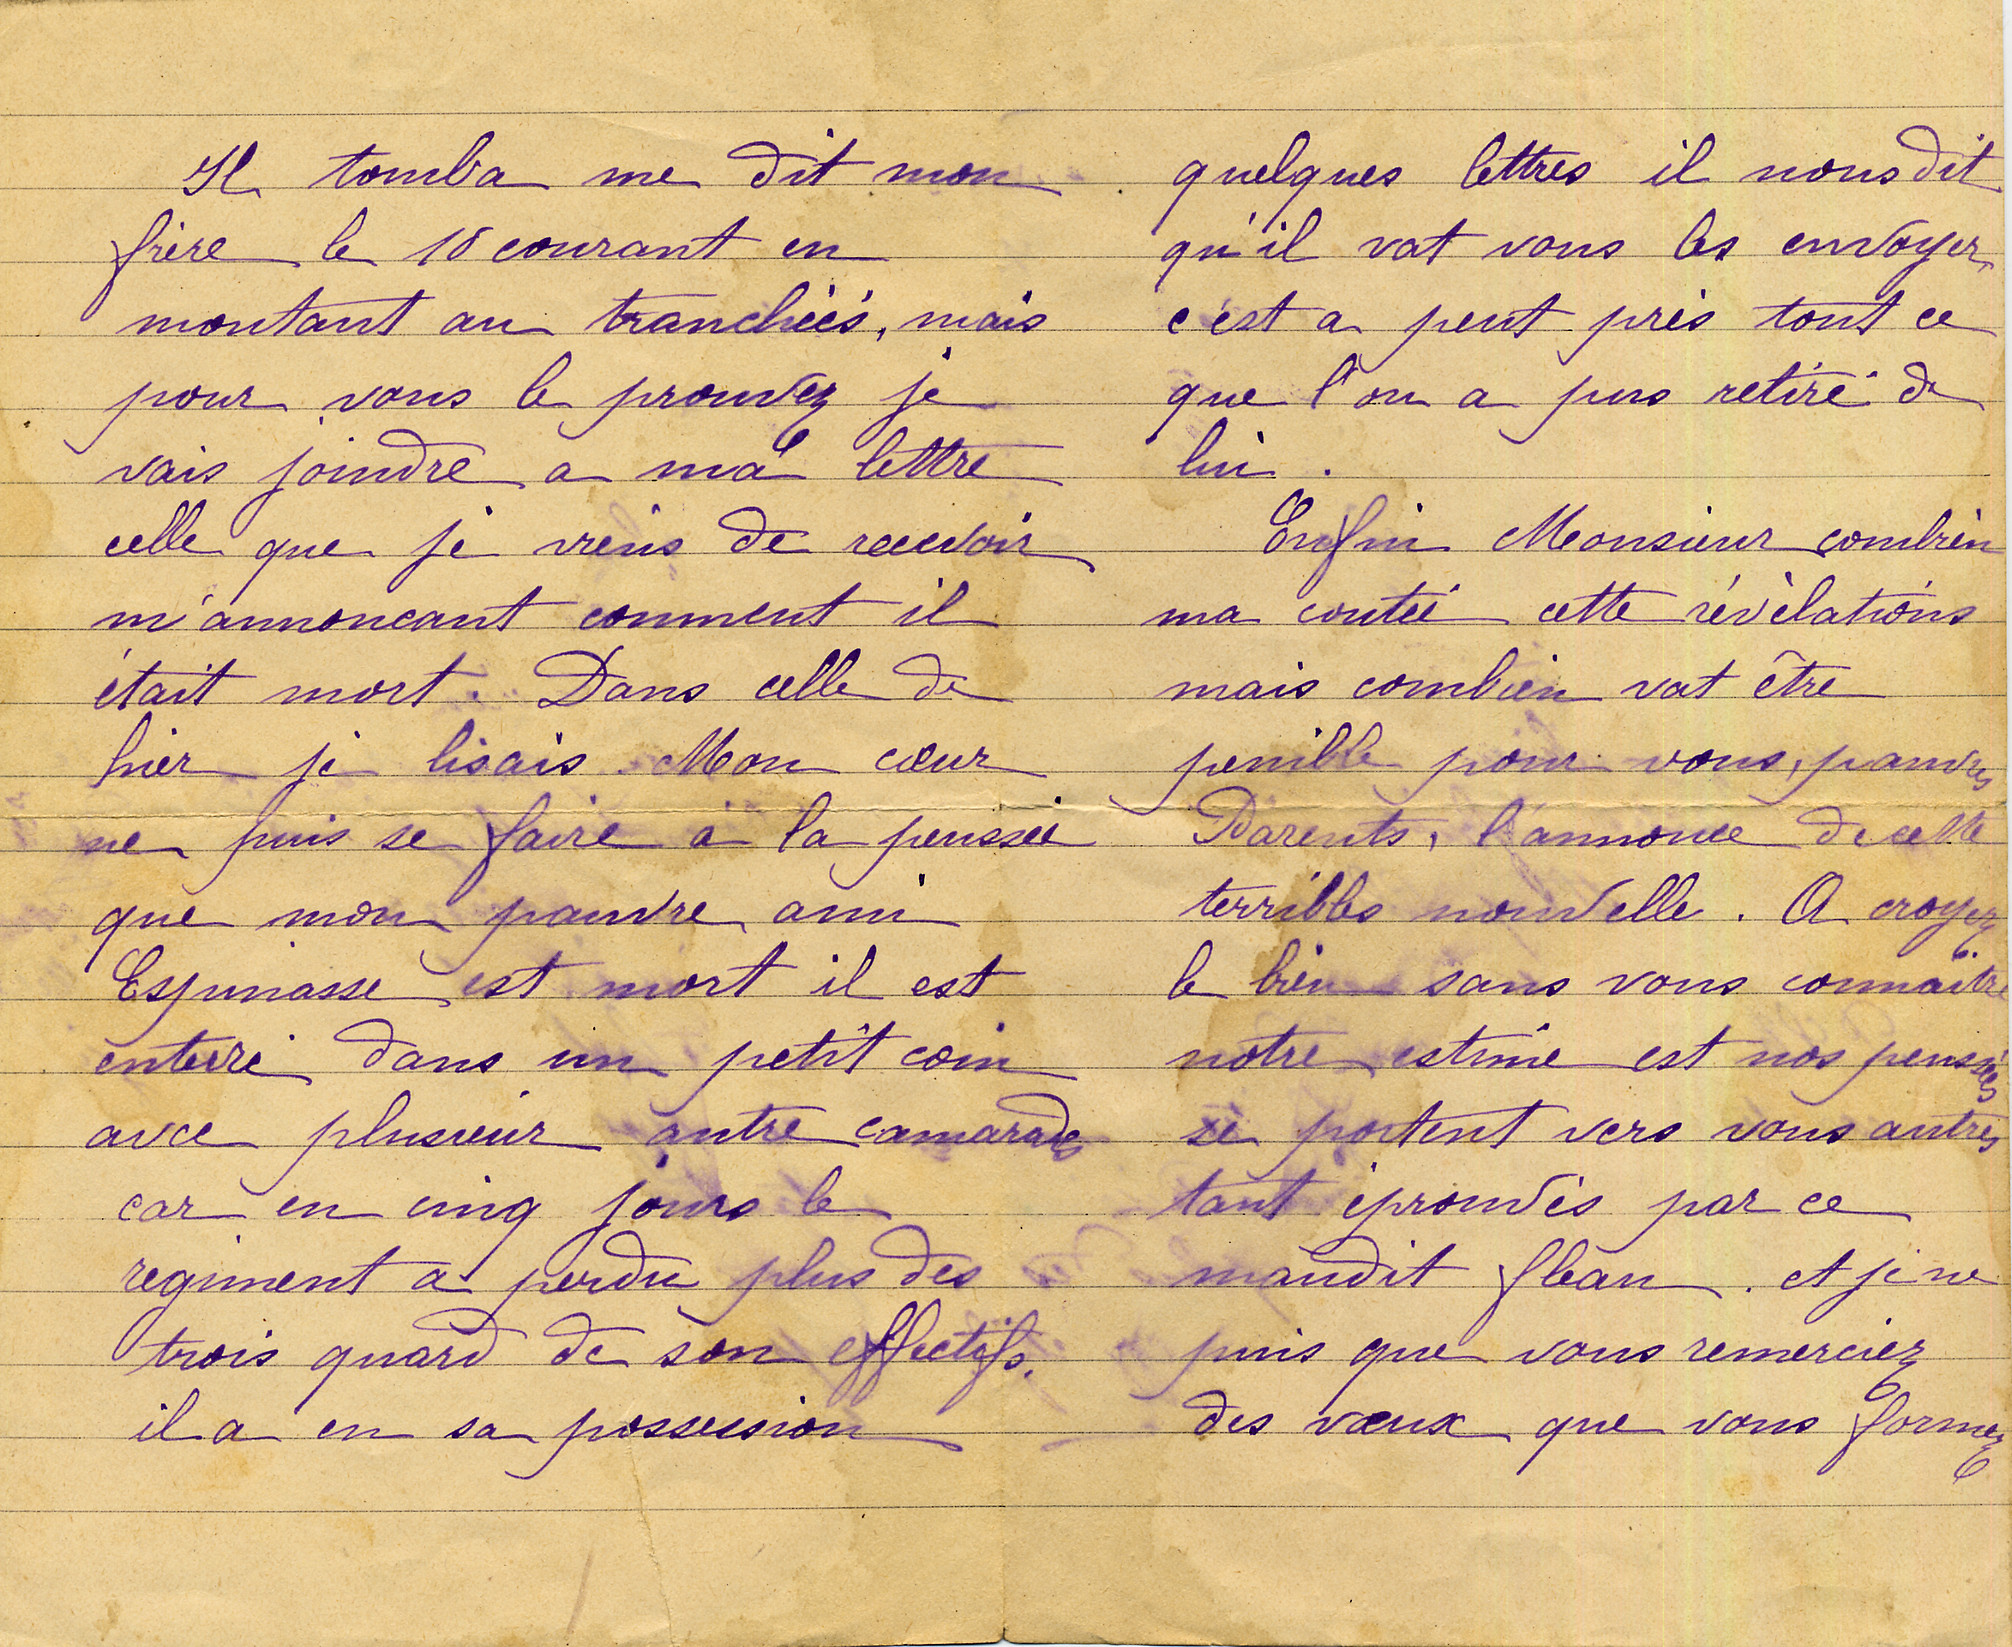 Il tomba me dit mon
frère le 18 courant en
montant au tranchéés, mais
pour vous le prouvez je
vais joindre a ma lettre
celle que je viens de recevoir
m'annoncant comment il
était mort. Dans celle de
hier je lisais. Mon cœur
ne puis se faire a la penssée
que mon pauvre ami
Espinasse est mort il est
enterré dans un petit coin
avec plusieur autre camarades
car en cinq jours le
regiment a perdu plus des
trois quard de son effectifs.
il a en sa possession
quelques lettres il nous dit
qu'il vat vous les envoyer
c'est a peut près tout ce
que l'on a pus retiré de
lui.
Enfin Monsieur combien
ma coutée cette révélations
mais combien vat être
penible pour vous, pauvres
Parents, l'annonce de cette
terribles nouvelle. A croyez
le bien sans vous connaître
notre estime est nos pensées
se portent vers vous autres
tant éprouvés par ce
maudit fléau. et je ne
puis que vous remerciez
des vœux que vous formez